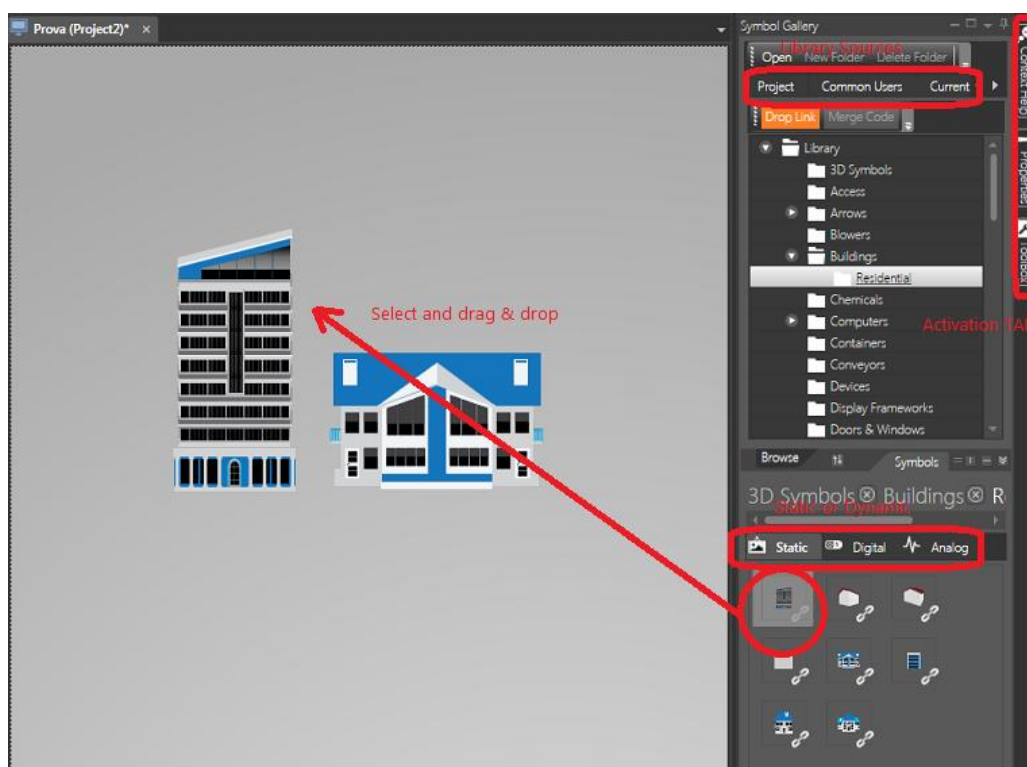 Prova (Project2)* ×
Symbol Gallery
Library Sources
Open New Folder Delete Folder
Project Common Users Current
Drop Link Merge Code
Library
3D Symbols
Access
Arrows
Blowers
Buildings
Residential
Chemicals
Computers
Containers
Conveyors
Devices
Display Frameworks
Doors & Windows
Select and drag & drop
Context Help
Properties
Toolbox
Activation TAB
Browse Symbols
3D Symbols Buildings R
Static or Dynamic
Static Digital Analog